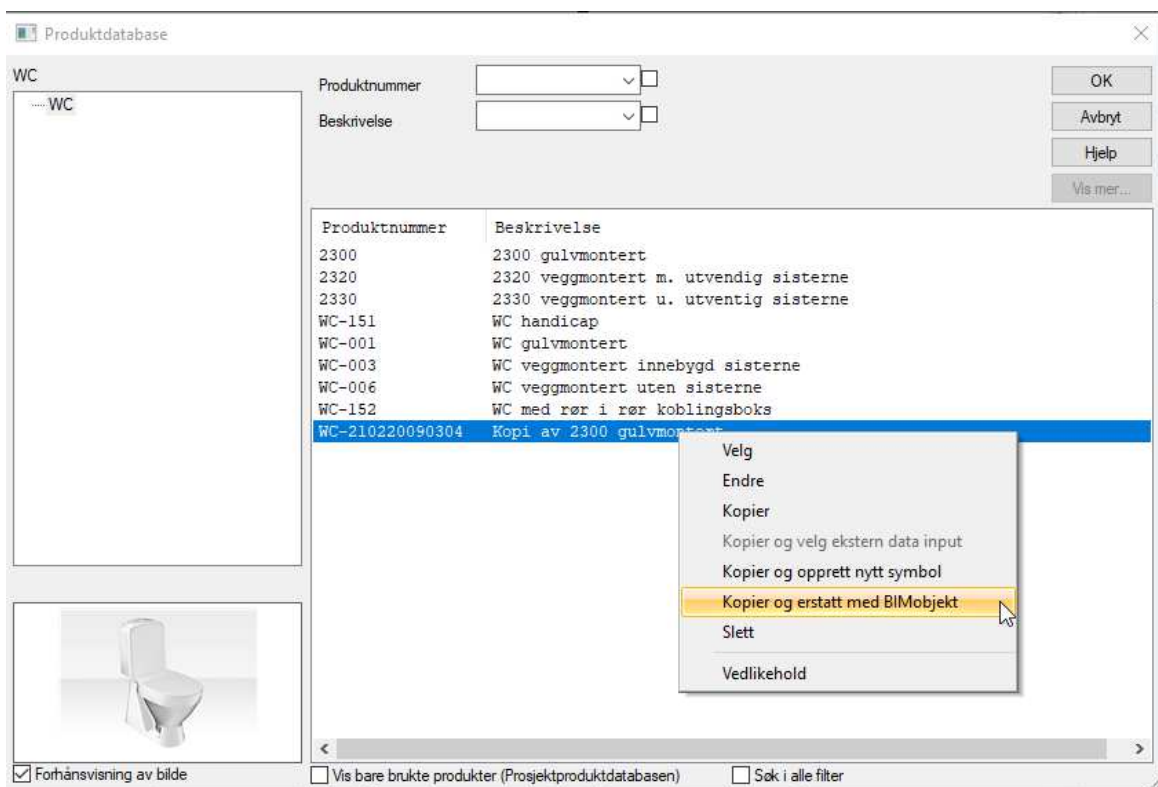 Produktdatabase
WC
WC
Produktnummer
Beskrivelse
OK
Avbryt
Hjelp
Vis mer...
Produktnummer Beskrivelse
2300 2300 gulvmontert
2320 2320 veggmontert m. utvendig sisterne
2330 2330 veggmontert u. utventig sisterne
WC-151 WC handicap
WC-001 WC gulvmontert
WC-003 WC veggmontert innebygd sisterne
WC-006 WC veggmontert uten sisterne
WC-152 WC med rør i rør koblingsboks
WC-210220090304 Kopi av 2300 gulvmontert
Velg
Endre
Kopier
Kopier og velg ekstern data input
Kopier og opprett nytt symbol
Kopier og erstatt med BIMobjekt
Slett
Vedlikehold
Forhånsvisning av bilde
Vis bare brukte produkter (Prosjektproduktdatabasen)
Søk i alle filter